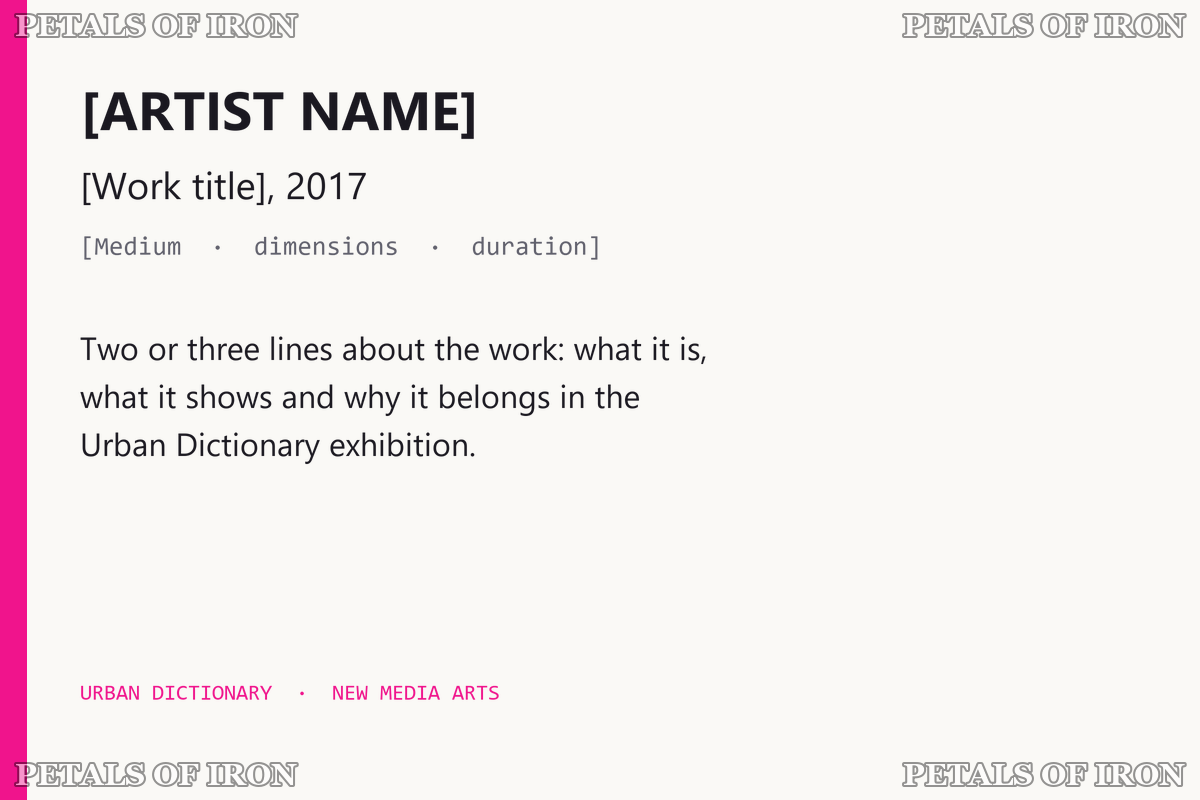 PETALS OF IRON PETALS OF IRON
[ARTIST NAME]
[Work title], 2017
[Medium · dimensions · duration]
Two or three lines about the work: what it is,
what it shows and why it belongs in the
Urban Dictionary exhibition.
URBAN DICTIONARY · NEW MEDIA ARTS
PETALS OF IRON PETALS OF IRON